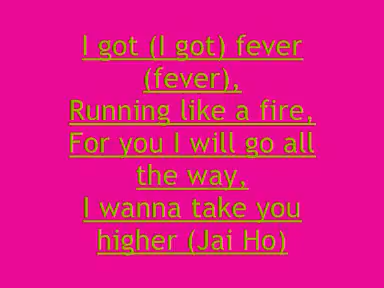 I got (I got) fever
(fever),
Running like a fire,
For you I will go all
the way,
I wanna take you
higher (Jai Ho)